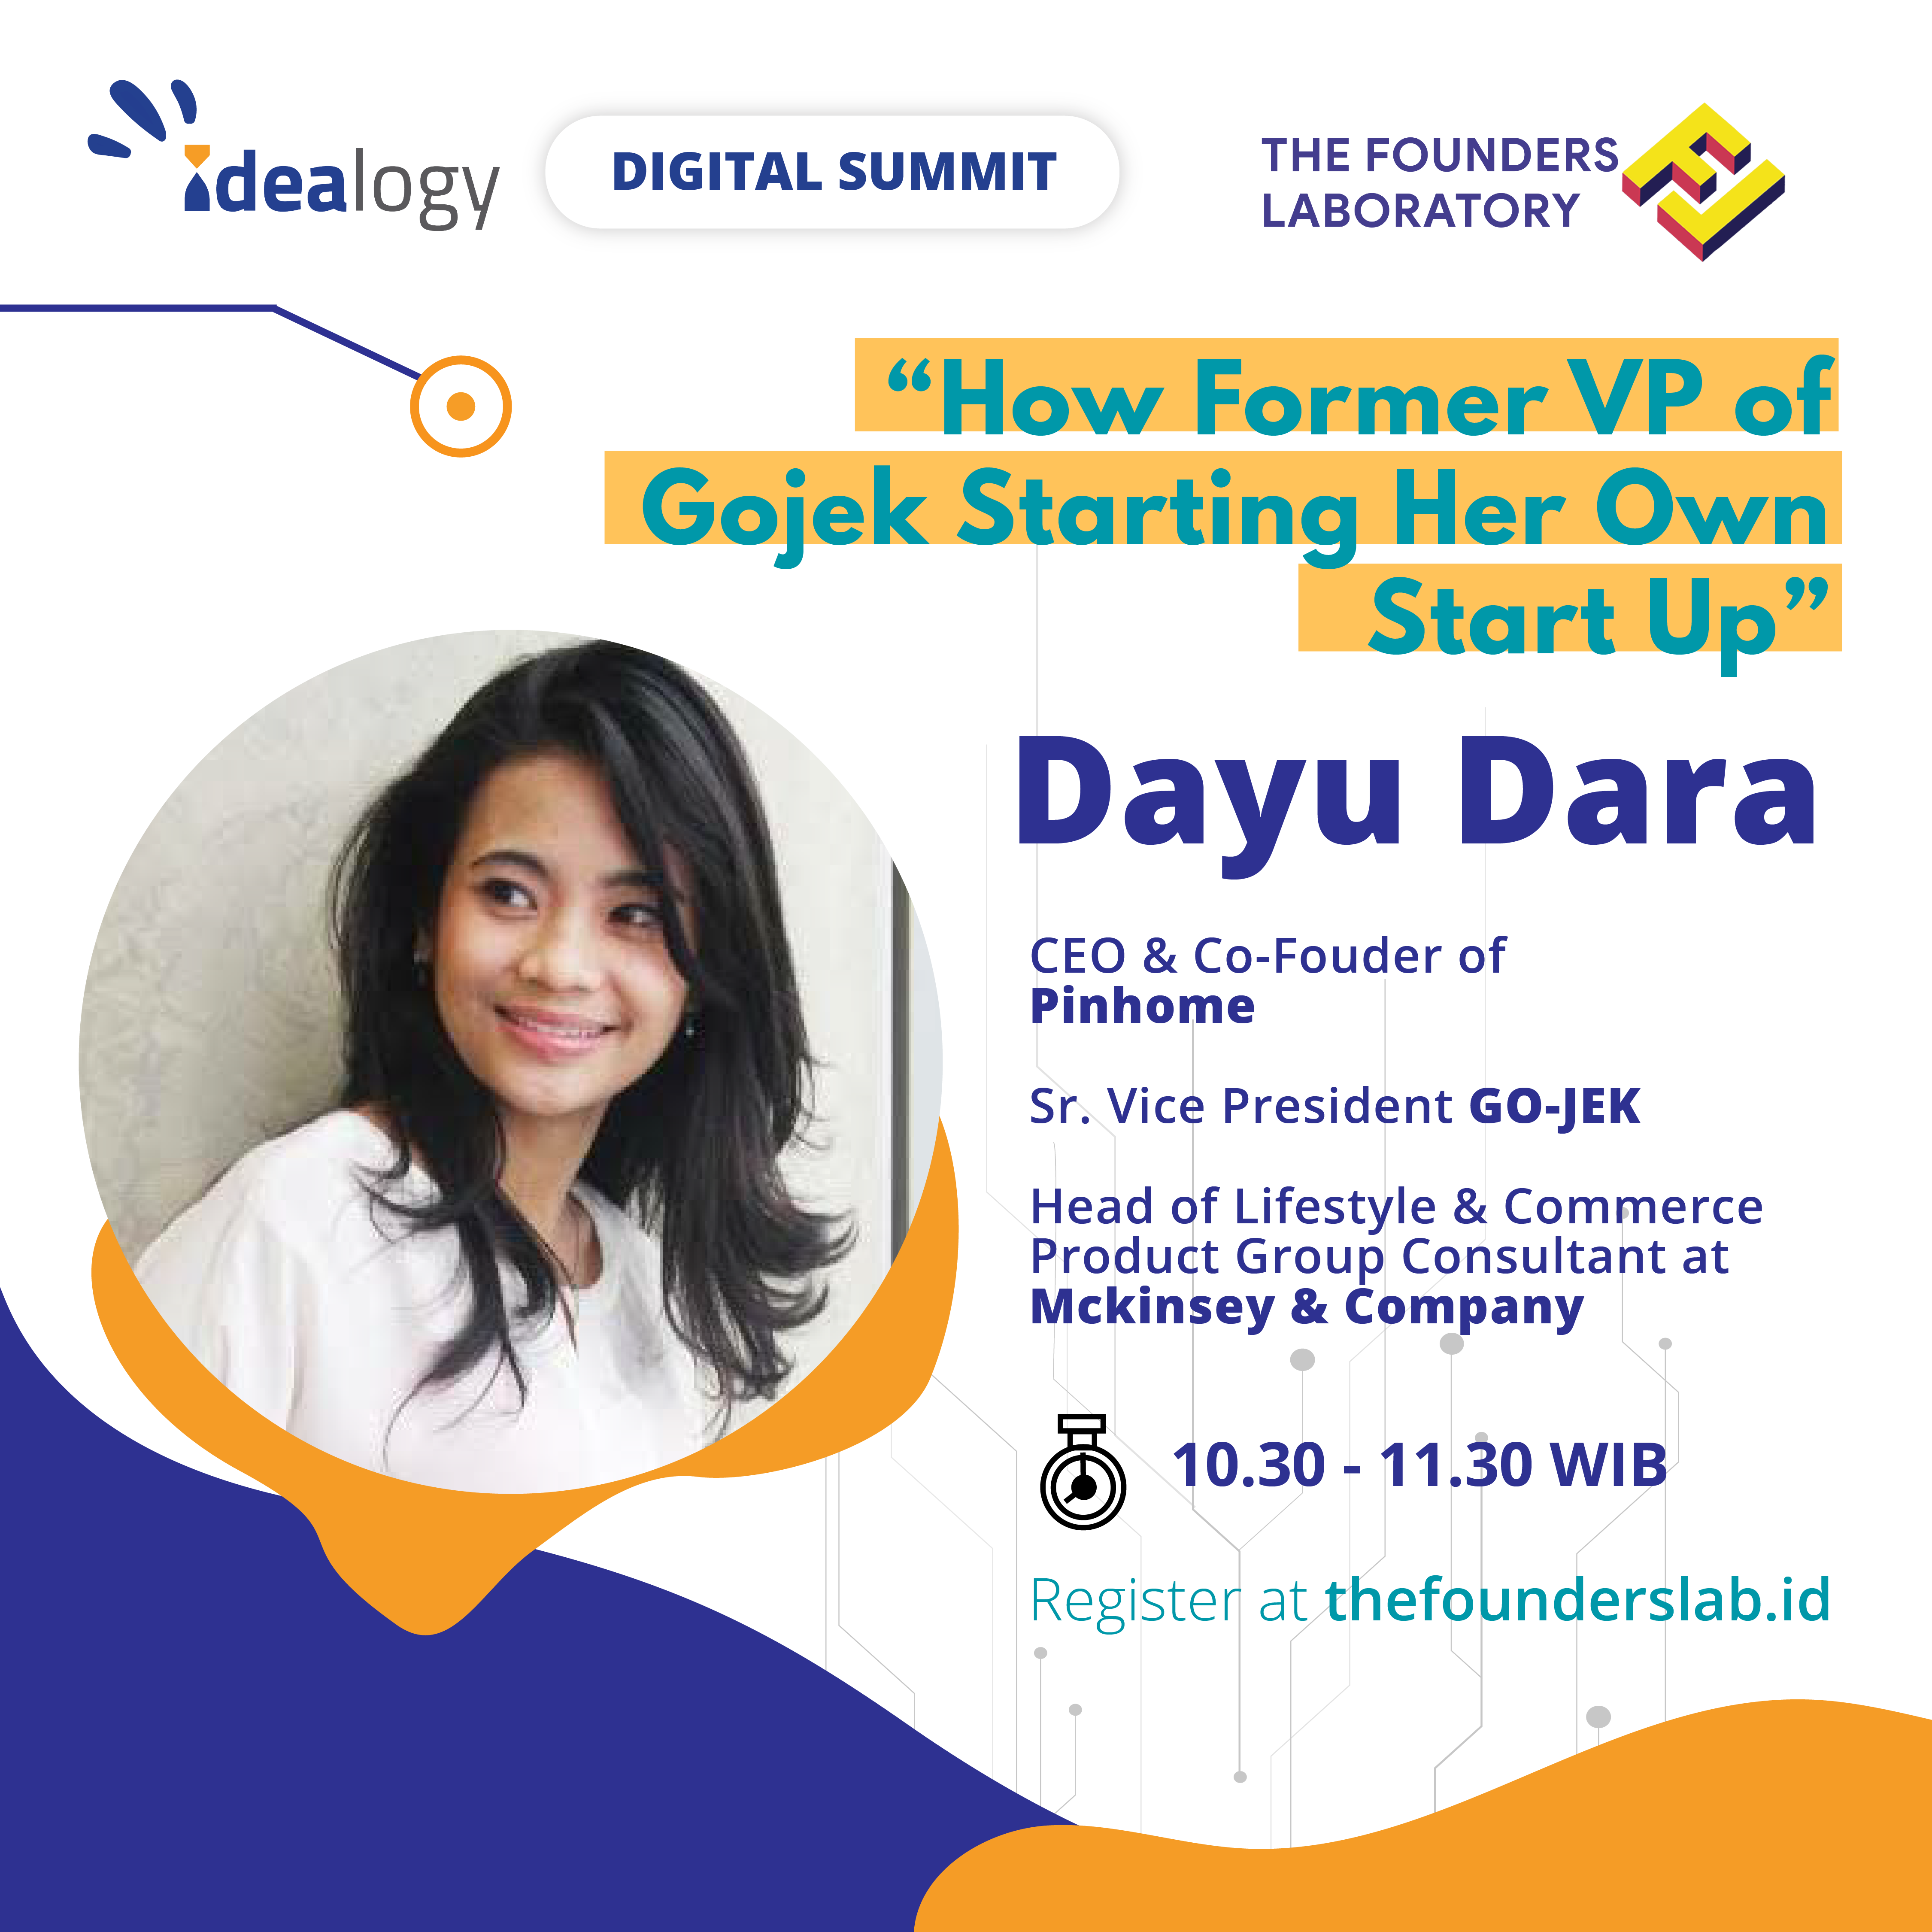 idealogy
DIGITAL SUMMIT
THE FOUNDERS
LABORATORY
“How Former VP of
Gojek Starting Her Own
Start Up”
Dayu Dara
CEO & Co-Fouder of
Pinhome
Sr. Vice President GO-JEK
Head of Lifestyle & Commerce
Product Group Consultant at
Mckinsey & Company
10.30 - 11.30 WIB
Register at thefounderslab.id